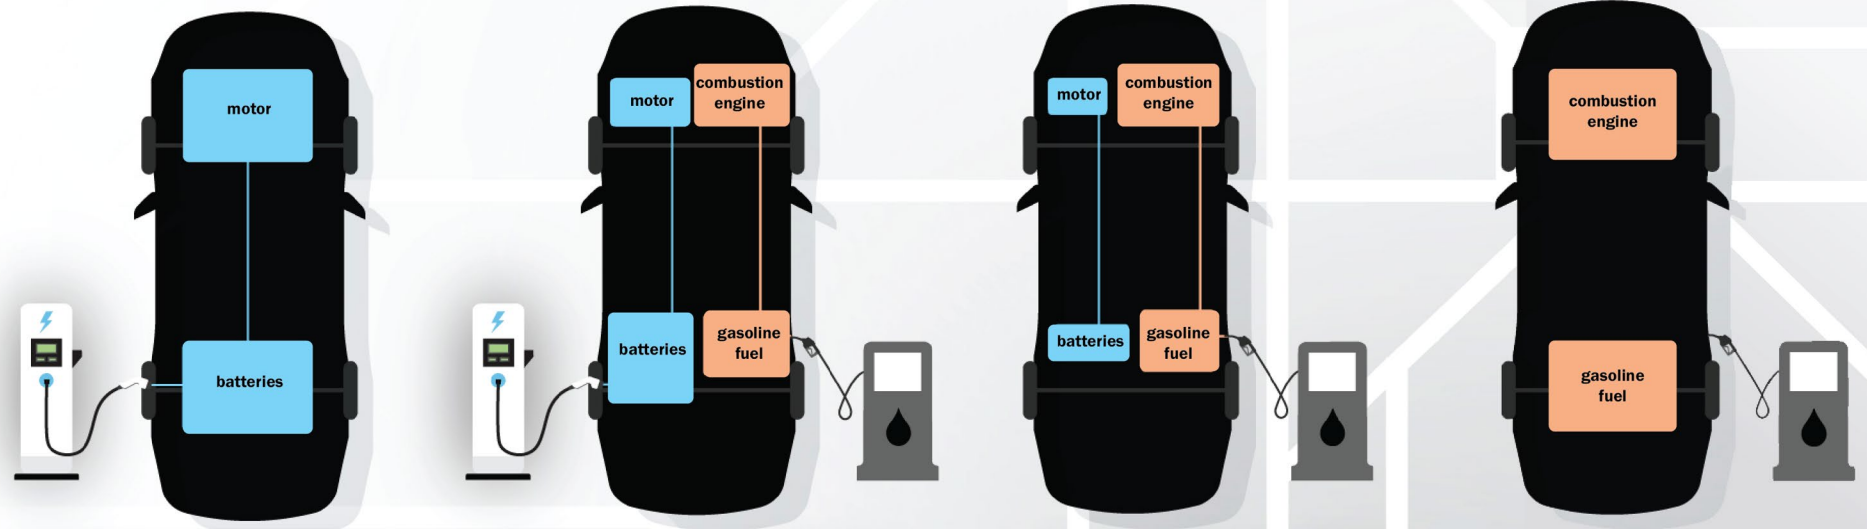 motor
batteries
motor
combustion
engine
batteries
gasoline
fuel
motor
combustion
engine
batteries
gasoline
fuel
combustion
engine
gasoline
fuel